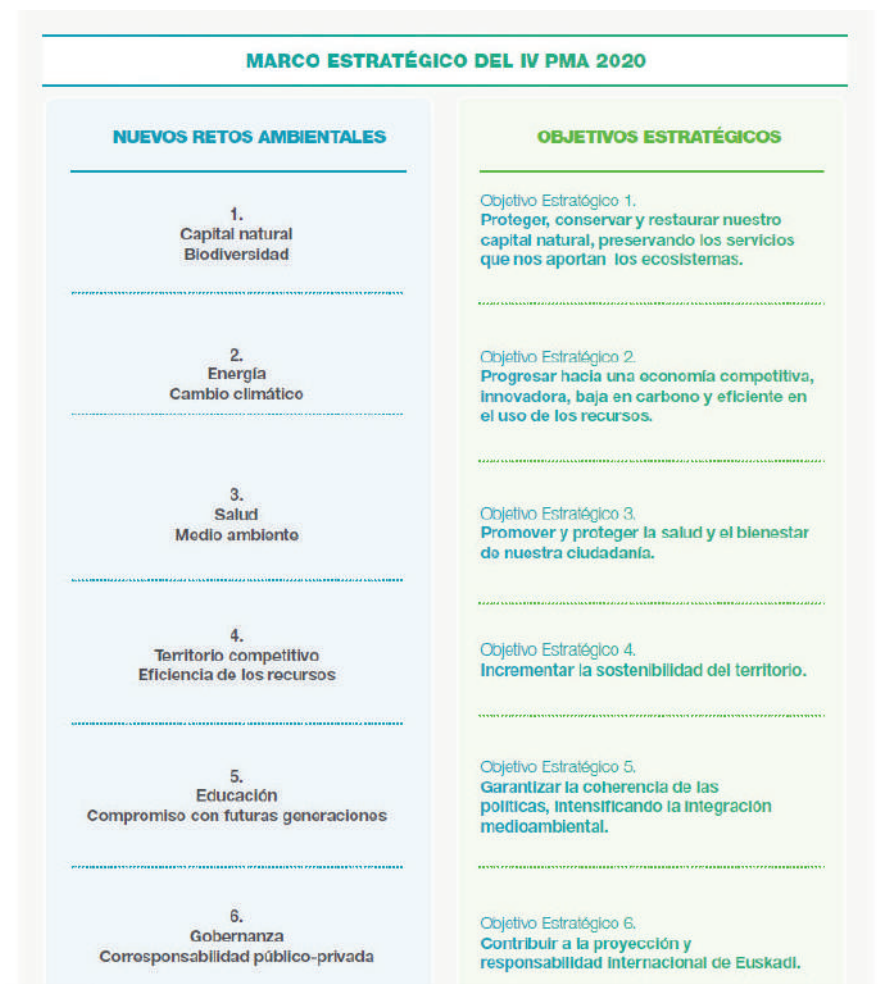 MARCO ESTRATÉGICO DEL IV PMA 2020
NUEVOS RETOS AMBIENTALES
1.
Capital natural
Biodiversidad
2.
Energía
Cambio climático
3.
Salud
Medio ambiente
4.
Territorio competitivo
Eficiencia de los recursos
5.
Educación
Compromiso con futuras generaciones
6.
Gobernanza
Corresponsabilidad público-privada
OBJETIVOS ESTRATÉGICOS
Objetivo Estratégico 1.
Proteger, conservar y restaurar nuestro
capital natural, preservando los servicios
que nos aportan los ecosistemas.
Objetivo Estratégico 2.
Progresar hacia una economía competitiva,
innovadora, baja en carbono y eficiente en
el uso de los recursos.
Objetivo Estratégico 3.
Promover y proteger la salud y el bienestar
de nuestra ciudadanía.
Objetivo Estratégico 4.
Incrementar la sostenibilidad del territorio.
Objetivo Estratégico 5.
Garantizar la coherencia de las
políticas, intensificando la integración
medioambiental.
Objetivo Estratégico 6.
Contribuir a la proyección y
responsabilidad internacional de Euskadi.